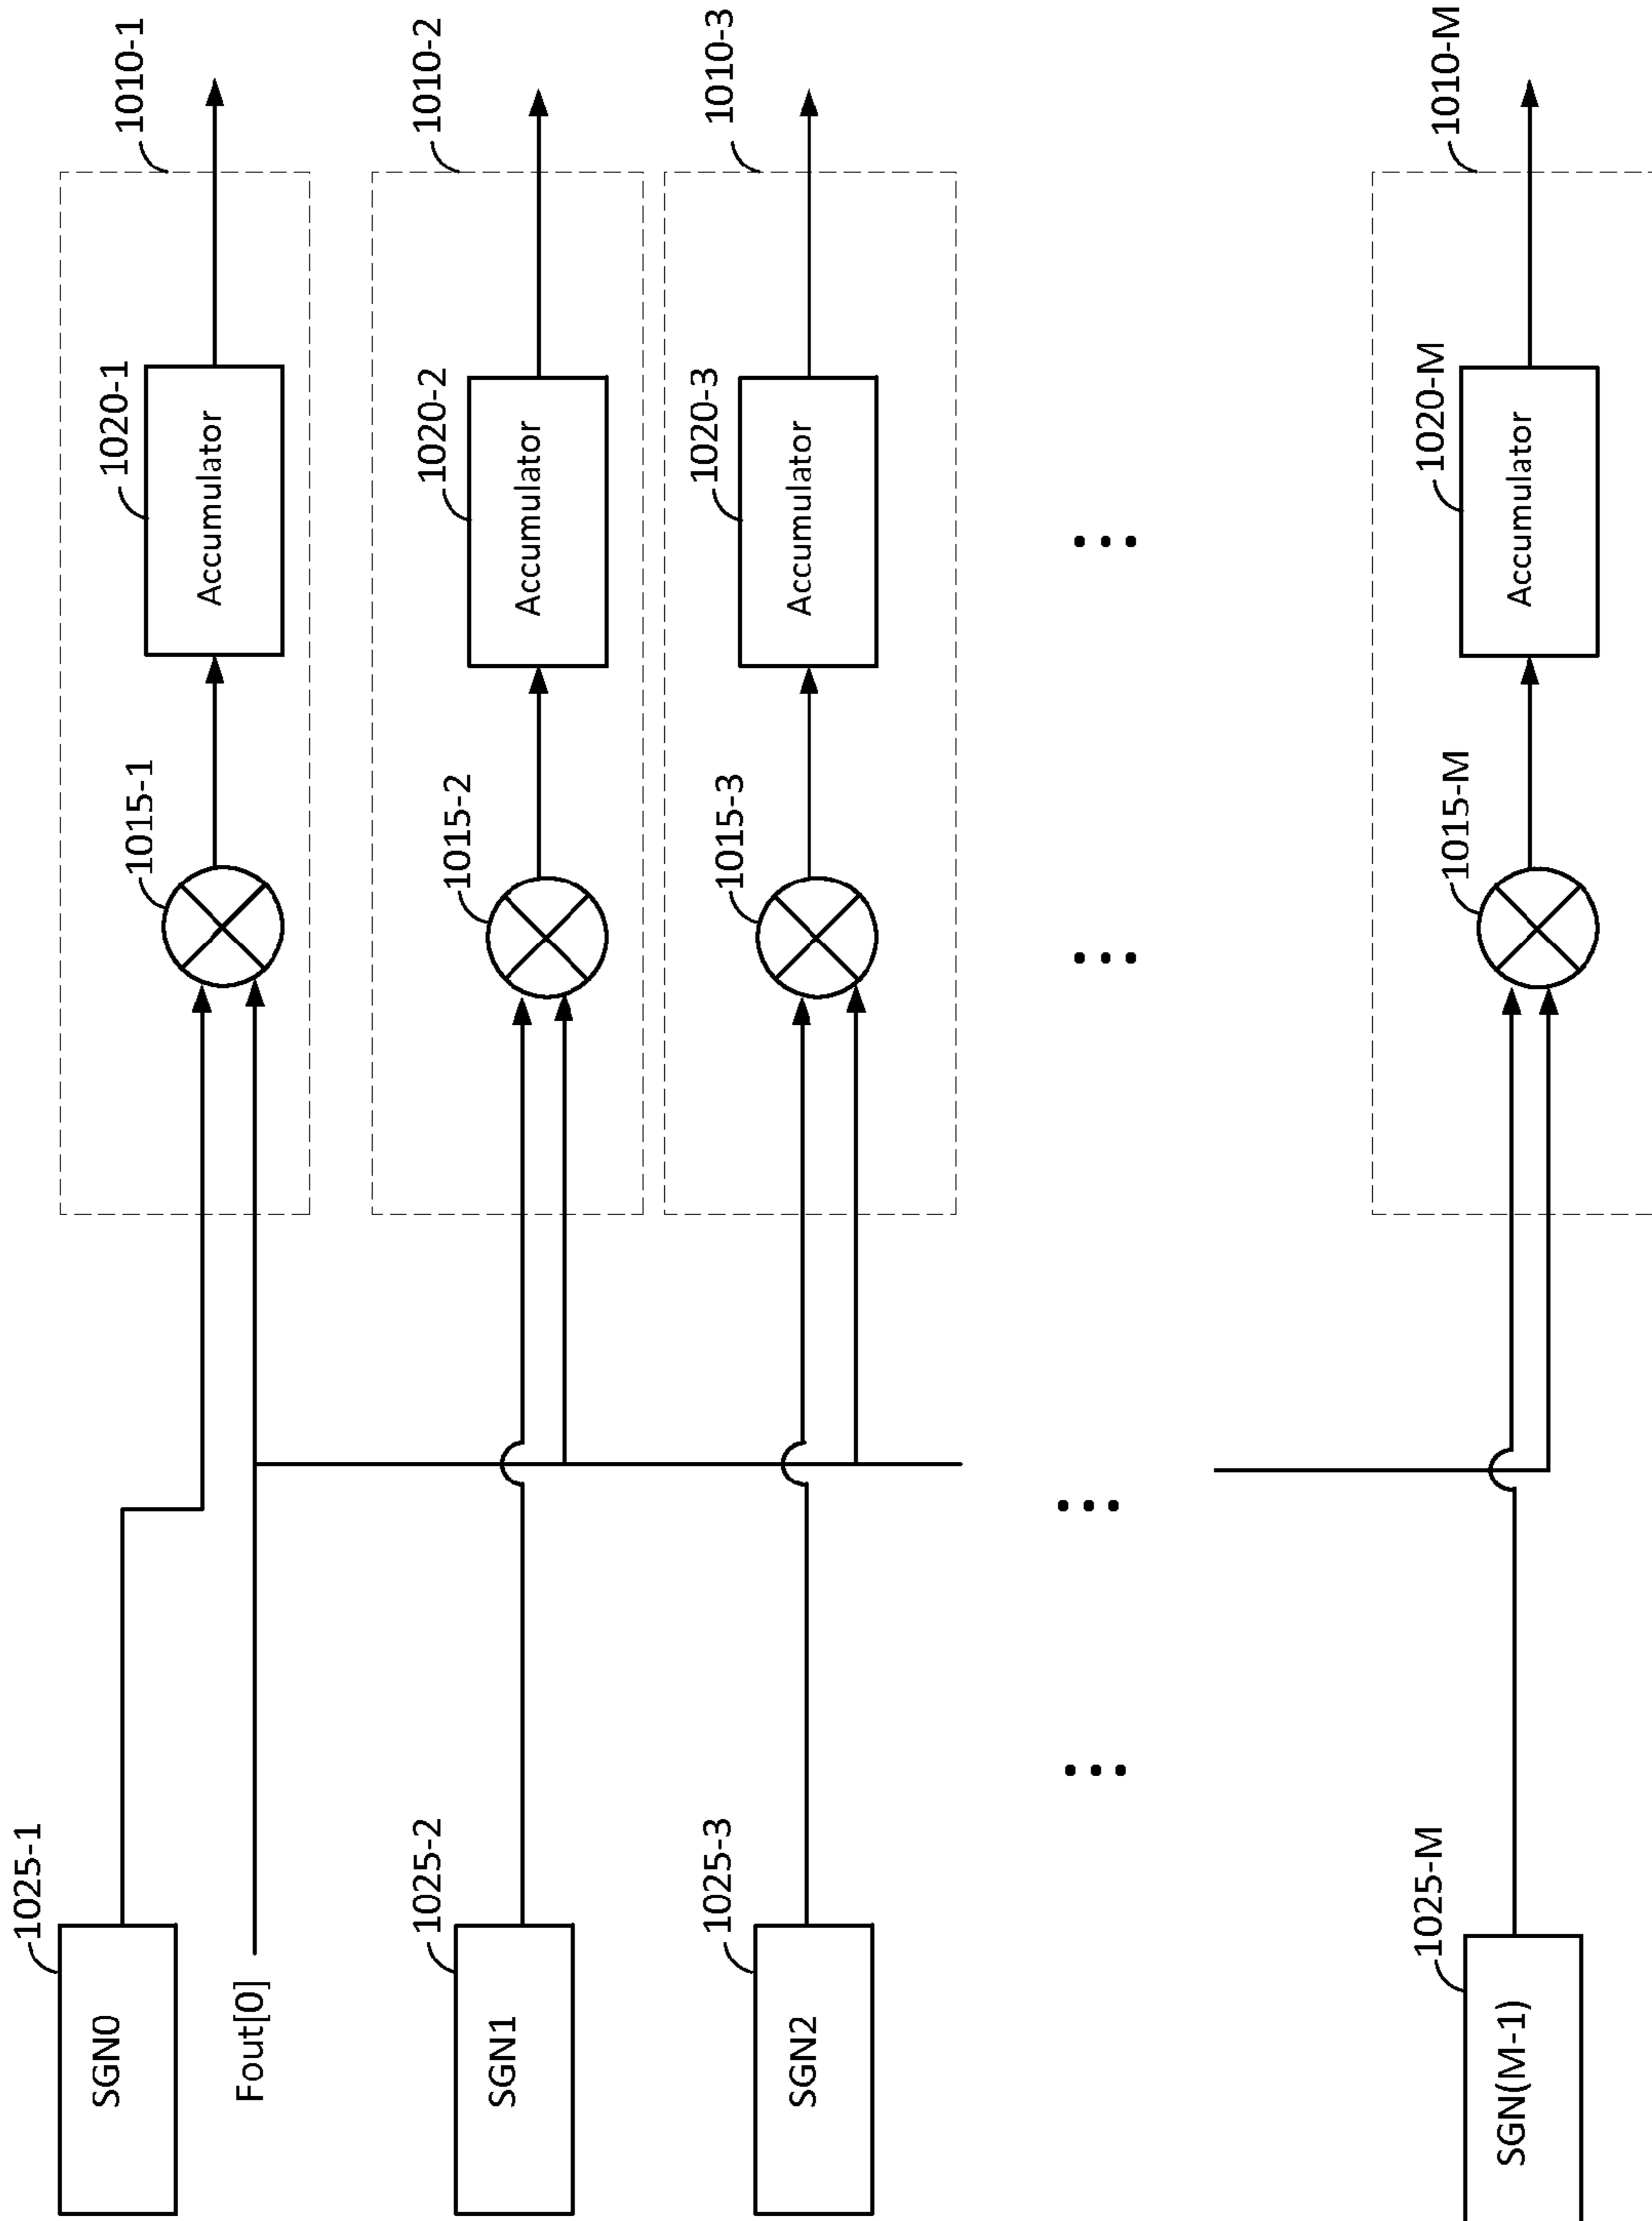 1010-1
1020-1
Accumulator
1015-1
1025-1
SGN0
Fout[0]
1010-2
1020-2
Accumulator
1015-2
1025-2
SGN1
1010-3
1020-3
Accumulator
1015-3
1025-3
SGN2
...
...
...
...
1010-M
1020-M
Accumulator
1015-M
1025-M
SGN(M-1)